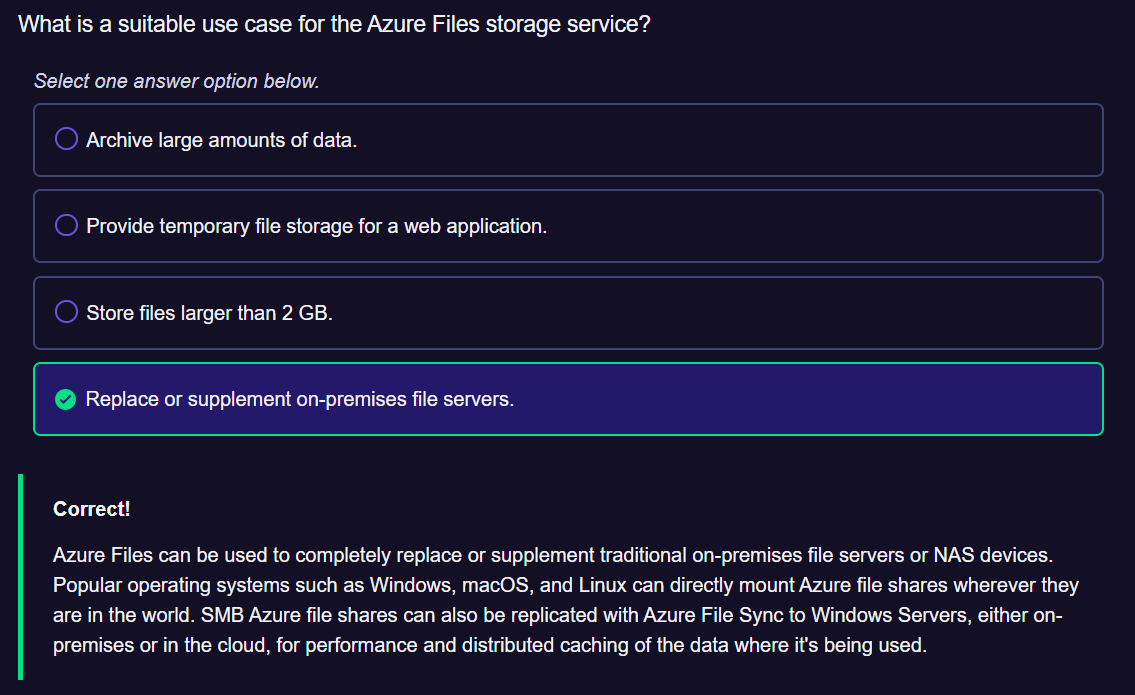 What is a suitable use case for the Azure Files storage service?
Select one answer option below.
Archive large amounts of data.
Provide temporary file storage for a web application.
Store files larger than 2 GB.
Replace or supplement on-premises file servers.
Correct!
Azure Files can be used to completely replace or supplement traditional on-premises file servers or NAS devices.
Popular operating systems such as Windows, macOS, and Linux can directly mount Azure file shares wherever they
are in the world. SMB Azure file shares can also be replicated with Azure File Sync to Windows Servers, either on-
premises or in the cloud, for performance and distributed caching of the data where it's being used.